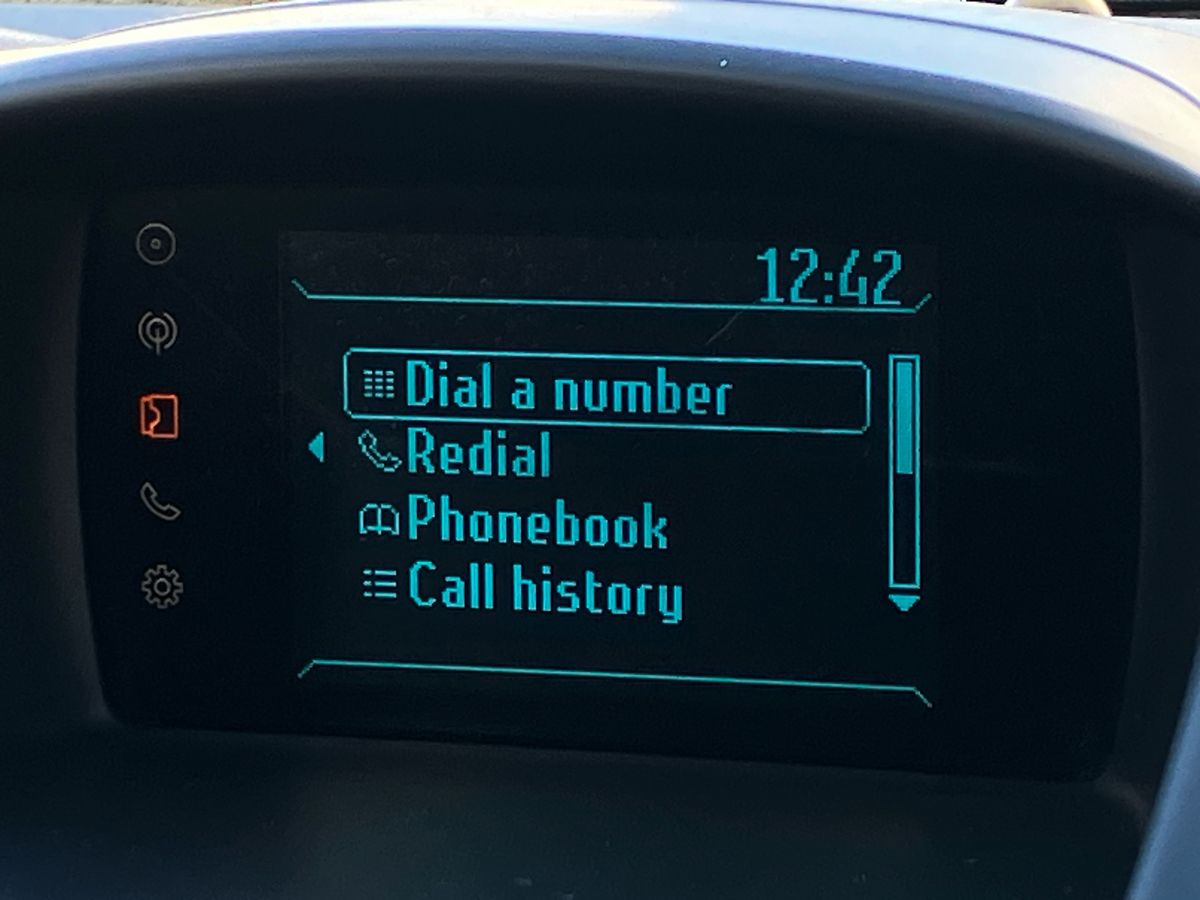 12:42
Dial a number
Redial
Phonebook
Call history